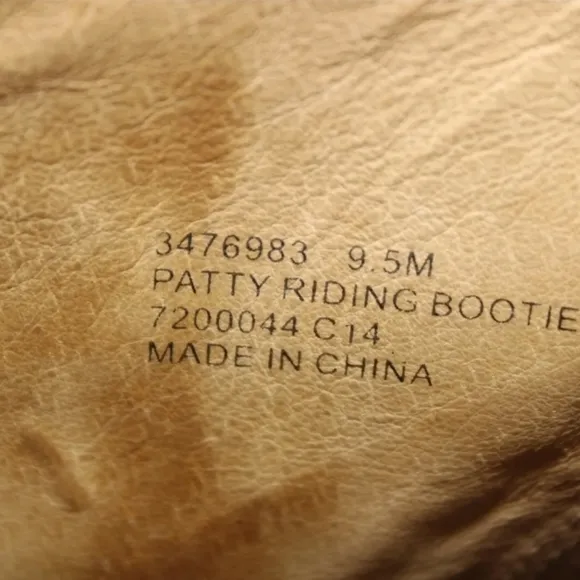 3476983 9.5M
PATTY RIDING BOOTIE
7200044 C14
MADE IN CHINA